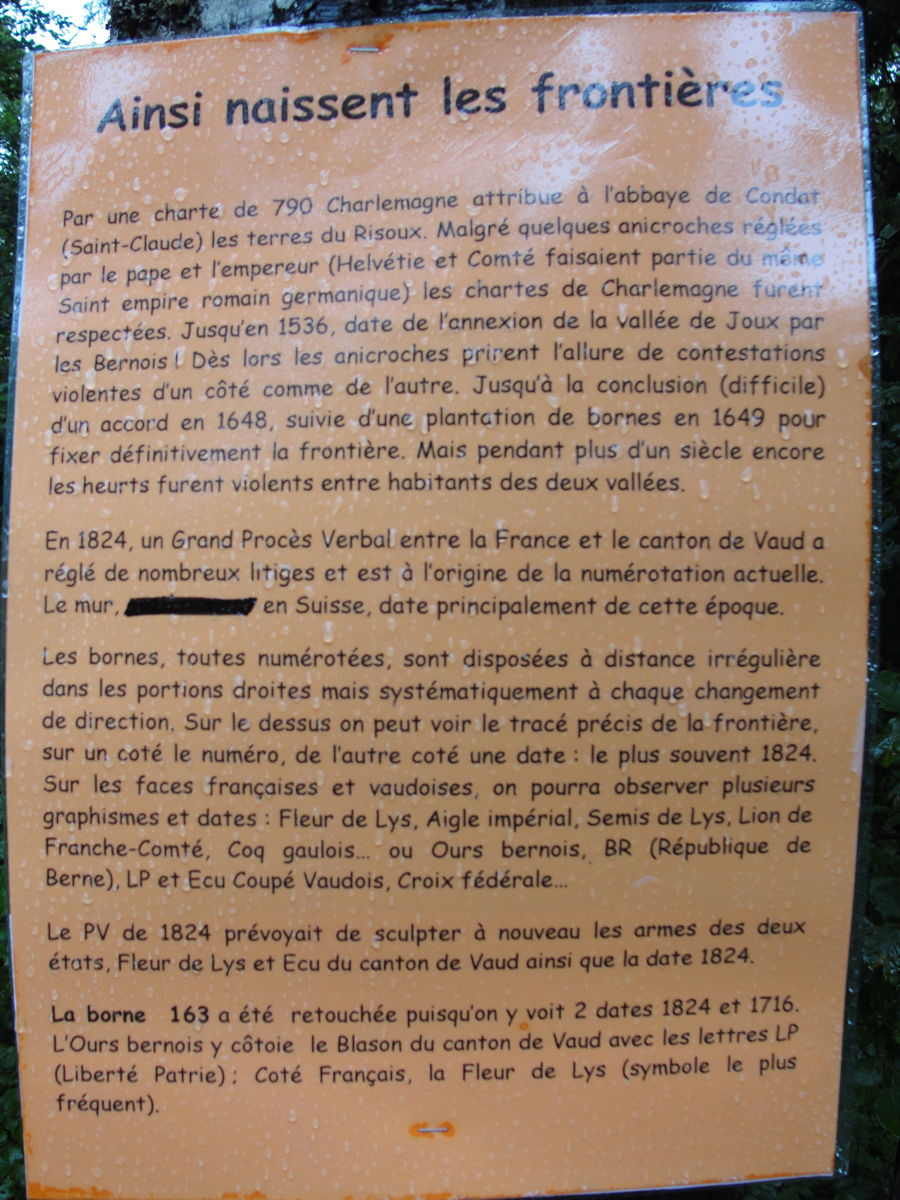 Ainsi naissent les frontières
Par une charte de 790 Charlemagne attribue à l'abbaye de Condat
(Saint-Claude) les terres du Risoux. Malgré quelques anicroches réglées
par le pape et l'empereur (Helvétie et Comté faisaient partie du même
Saint empire romain germanique) les chartes de Charlemagne furent
respectées. Jusqu'en 1536, date de l'annexion de la vallée de Joux par
les Bernois ! Dès lors les anicroches prirent l'allure de contestations
violentes d'un côté comme de l'autre. Jusqu'à la conclusion (difficile)
d'un accord en 1648, suivie d'une plantation de bornes en 1649 pour
fixer définitivement la frontière. Mais pendant plus d'un siècle encore
les heurts furent violents entre habitants des deux vallées.
En 1824, un Grand Procès Verbal entre la France et le canton de Vaud a
réglé de nombreux litiges et est à l'origine de la numérotation actuelle.
Le mur, en Suisse, date principalement de cette époque.
Les bornes, toutes numérotées, sont disposées à distance irrégulière
dans les portions droites mais systématiquement à chaque changement
de direction. Sur le dessus on peut voir le tracé précis de la frontière,
sur un coté le numéro, de l'autre coté une date : le plus souvent 1824.
Sur les faces françaises et vaudoises, on pourra observer plusieurs
graphismes et dates : Fleur de Lys, Aigle impérial, Semis de Lys, Lion de
Franche-Comté, Coq gaulois... ou Ours bernois, BR (République de
Berne), LP et Ecu Coupé Vaudois, Croix fédérale...
Le PV de 1824 prévoyait de sculpter à nouveau les armes des deux
états, Fleur de Lys et Ecu du canton de Vaud ainsi que la date 1824.
La borne 163 a été retouchée puisqu'on y voit 2 dates 1824 et 1716.
L'Ours bernois y côtoie le Blason du canton de Vaud avec les lettres LP
(Liberté Patrie) ; Coté Français, la Fleur de Lys (symbole le plus
fréquent).